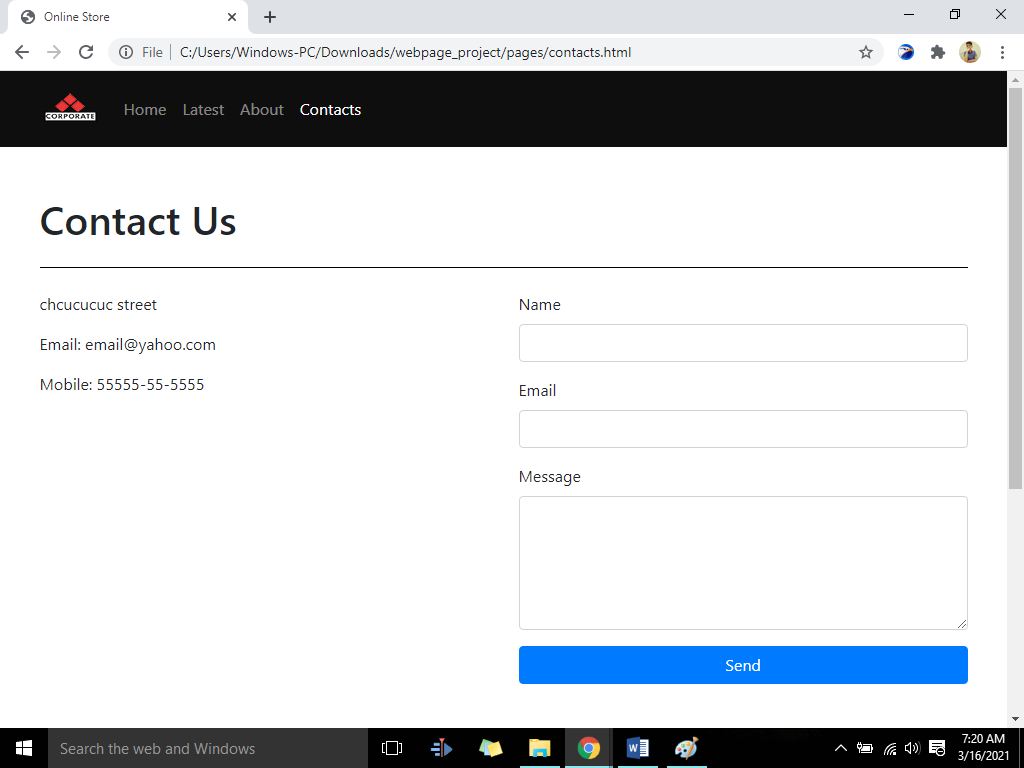 Online Store
File C:/Users/Windows-PC/Downloads/webpage_project/pages/contacts.html
CORPORATE Home Latest About Contacts
Contact Us
chcucucuc street
Email: email@yahoo.com
Mobile: 55555-55-5555
Name
Email
Message
Send
Search the web and Windows
7:20 AM
3/16/2021